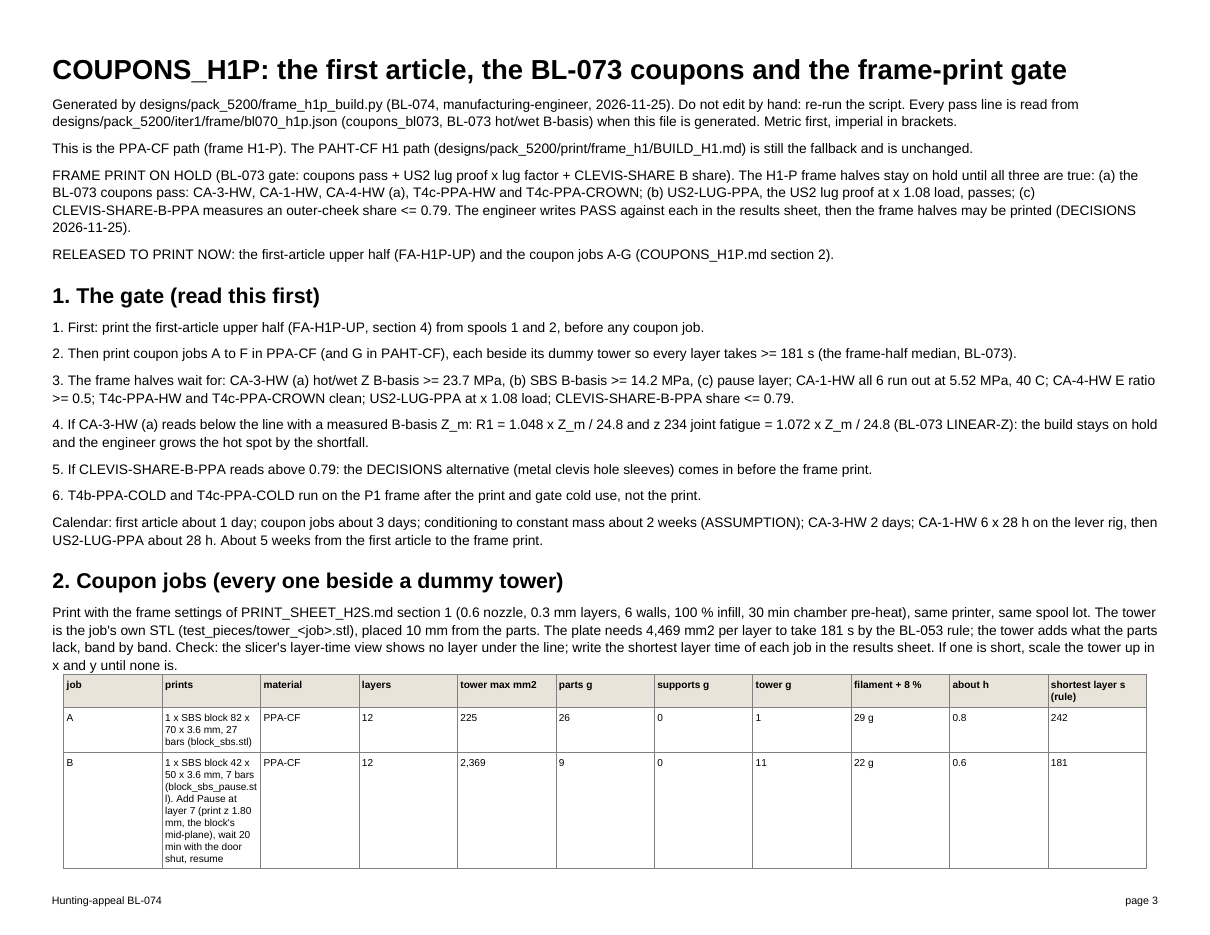 COUPONS_H1P: the first article, the BL-073 coupons and the frame-print gate
Generated by designs/pack_5200/frame_h1p_build.py (BL-074, manufacturing-engineer, 2026-11-25). Do not edit by hand: re-run the script. Every pass line is read from
designs/pack_5200/iter1/frame/bl070_h1p.json (coupons_bl073, BL-073 hot/wet B-basis) when this file is generated. Metric first, imperial in brackets.
This is the PPA-CF path (frame H1-P). The PAHT-CF H1 path (designs/pack_5200/print/frame_h1/BUILD_H1.md) is still the fallback and is unchanged.
FRAME PRINT ON HOLD (BL-073 gate: coupons pass + US2 lug proof x lug factor + CLEVIS-SHARE B share). The H1-P frame halves stay on hold until all three are true: (a) the
BL-073 coupons pass: CA-3-HW, CA-1-HW, CA-4-HW (a), T4c-PPA-HW and T4c-PPA-CROWN; (b) US2-LUG-PPA, the US2 lug proof at x 1.08 load, passes; (c)
CLEVIS-SHARE-B-PPA measures an outer-cheek share <= 0.79. The engineer writes PASS against each in the results sheet, then the frame halves may be printed (DECISIONS
2026-11-25).
RELEASED TO PRINT NOW: the first-article upper half (FA-H1P-UP) and the coupon jobs A-G (COUPONS_H1P.md section 2).
1. The gate (read this first)
1. First: print the first-article upper half (FA-H1P-UP, section 4) from spools 1 and 2, before any coupon job.
2. Then print coupon jobs A to F in PPA-CF (and G in PAHT-CF), each beside its dummy tower so every layer takes >= 181 s (the frame-half median, BL-073).
3. The frame halves wait for: CA-3-HW (a) hot/wet Z B-basis >= 23.7 MPa, (b) SBS B-basis >= 14.2 MPa, (c) pause layer; CA-1-HW all 6 run out at 5.52 MPa, 40 C; CA-4-HW E ratio
>= 0.5; T4c-PPA-HW and T4c-PPA-CROWN clean; US2-LUG-PPA at x 1.08 load; CLEVIS-SHARE-B-PPA share <= 0.79.
4. If CA-3-HW (a) reads below the line with a measured B-basis Z_m: R1 = 1.048 x Z_m / 24.8 and z 234 joint fatigue = 1.072 x Z_m / 24.8 (BL-073 LINEAR-Z): the build stays on hold
and the engineer grows the hot spot by the shortfall.
5. If CLEVIS-SHARE-B-PPA reads above 0.79: the DECISIONS alternative (metal clevis hole sleeves) comes in before the frame print.
6. T4b-PPA-COLD and T4c-PPA-COLD run on the P1 frame after the print and gate cold use, not the print.
Calendar: first article about 1 day; coupon jobs about 3 days; conditioning to constant mass about 2 weeks (ASSUMPTION); CA-3-HW 2 days; CA-1-HW 6 x 28 h on the lever rig, then
US2-LUG-PPA about 28 h. About 5 weeks from the first article to the frame print.
2. Coupon jobs (every one beside a dummy tower)
Print with the frame settings of PRINT_SHEET_H2S.md section 1 (0.6 nozzle, 0.3 mm layers, 6 walls, 100 % infill, 30 min chamber pre-heat), same printer, same spool lot. The tower
is the job's own STL (test_pieces/tower_<job>.stl), placed 10 mm from the parts. The plate needs 4,469 mm2 per layer to take 181 s by the BL-053 rule; the tower adds what the parts
lack, band by band. Check: the slicer's layer-time view shows no layer under the line; write the shortest layer time of each job in the results sheet. If one is short, scale the tower up in
x and y until none is.
job prints material layers tower max mm2 parts g supports g tower g filament + 8 % about h shortest layer s
(rule)
A 1 x SBS block 82 x PPA-CF 12 225 26 0 1 29 g 0.8 242
70 x 3.6 mm, 27
bars (block_sbs.stl)
B 1 x SBS block 42 x PPA-CF 12 2,369 9 0 11 22 g 0.6 181
50 x 3.6 mm, 7 bars
(block_sbs_pause.st
l). Add Pause at
layer 7 (print z 1.80
mm, the block's
mid-plane), wait 20
min with the door
shut, resume
Hunting-appeal BL-074 page 3